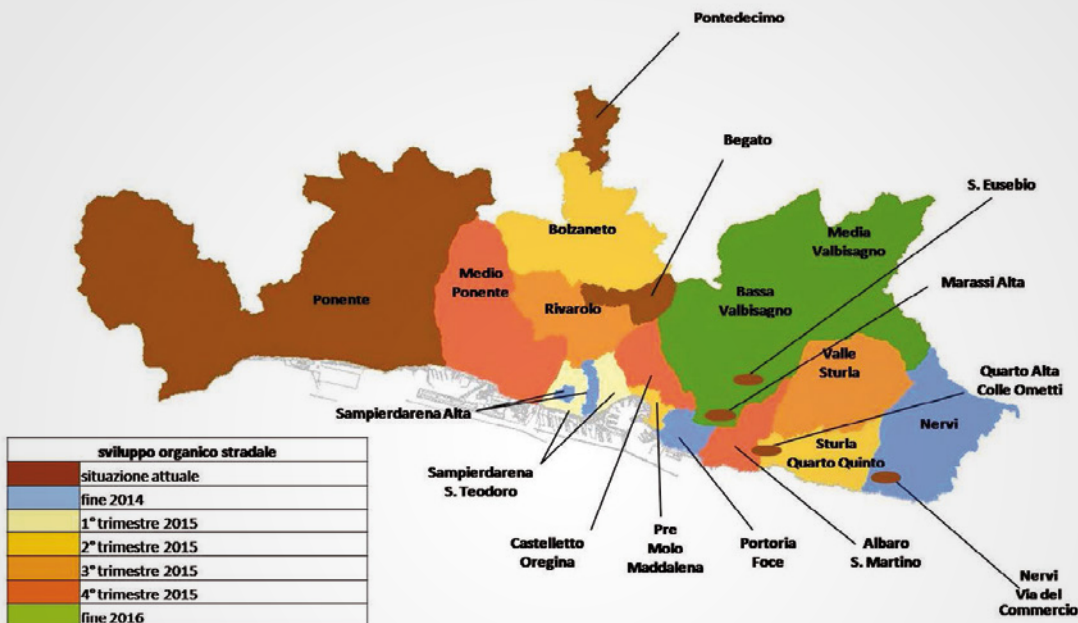 Pontedecimo
Begato
S. Eusebio
Bolzaneto
Media
Valbisagno
Medio
Ponente
Marassi Alta
Ponente
Rivarolo
Bassa
Valbisagno
Valle
Sturla
Quarto Alta
Colle Ometti
Sampierdarena Alta
Nervi
Sturla
Quarto Quinto
sviluppo organico stradale
situazione attuale
fine 2014
1° trimestre 2015
2° trimestre 2015
3° trimestre 2015
4° trimestre 2015
fine 2016
Sampierdarena
S. Teodoro
Castelletto
Oregina
Pre
Molo
Maddalena
Portoria
Foce
Albaro
S. Martino
Nervi
Via del
Commercio